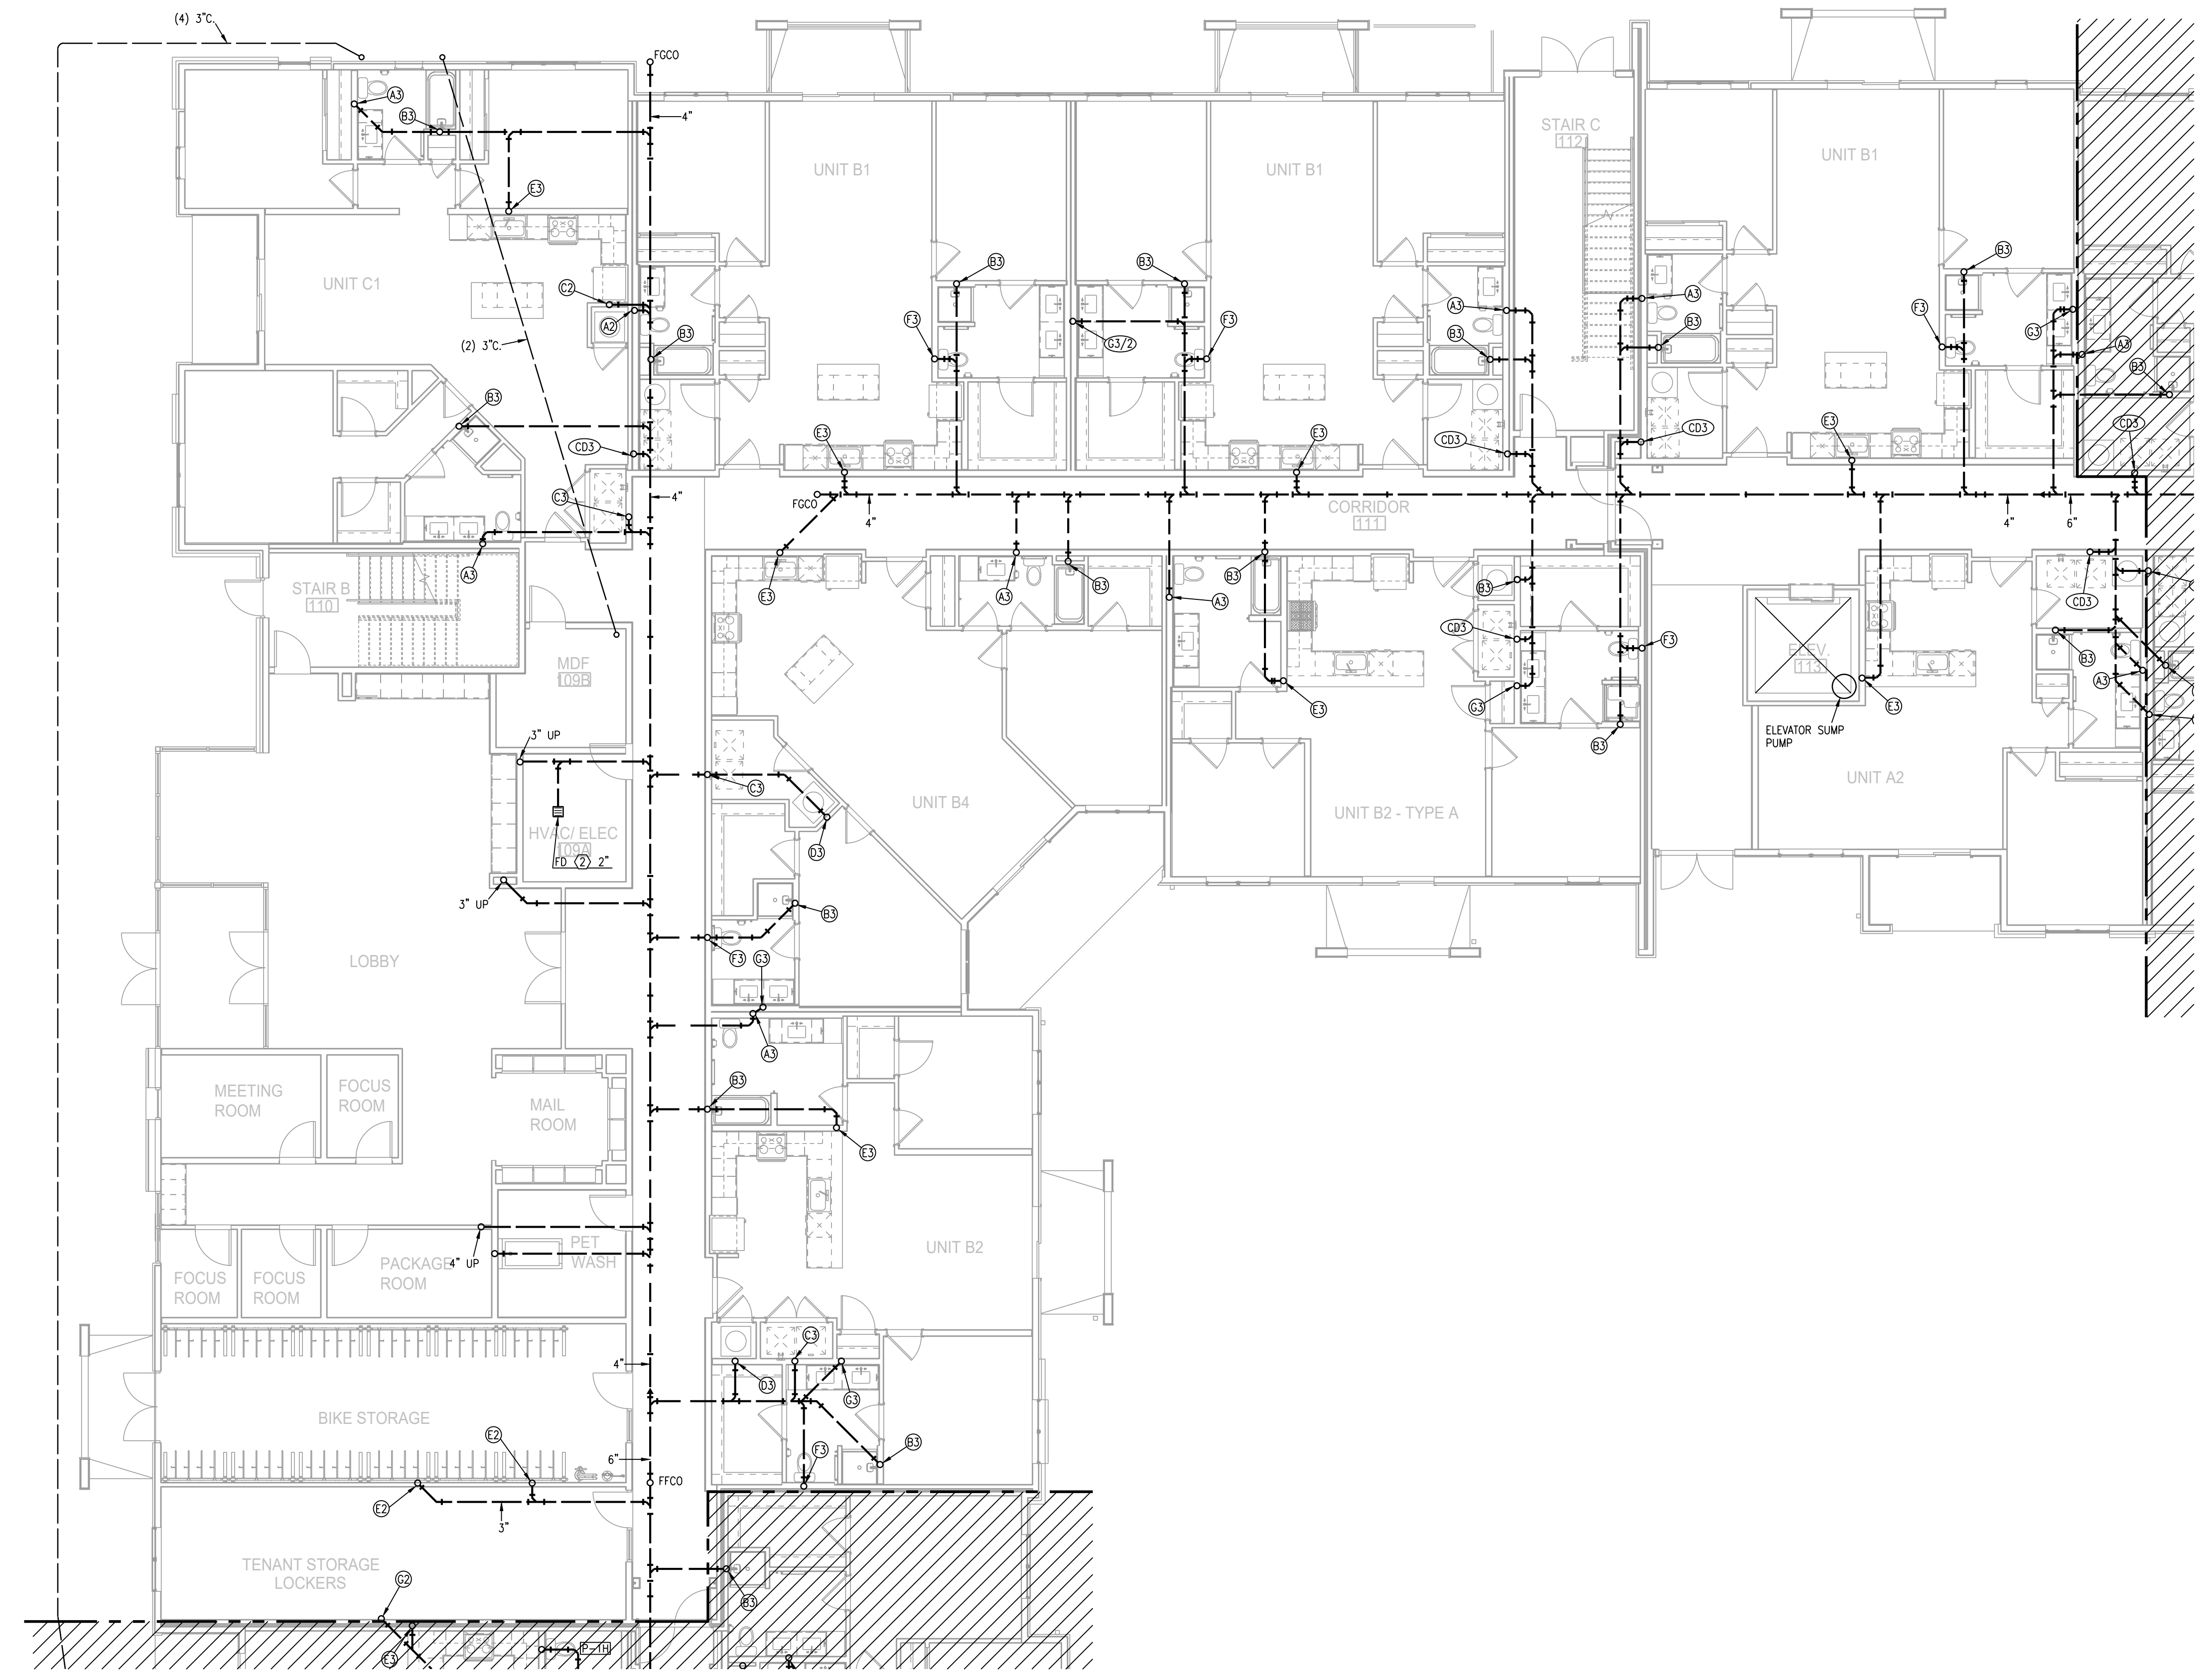 (4) 3"C.
FGCO
4"
A3
B3
E3
STAIR C
112
UNIT B1
UNIT B1
UNIT B1
UNIT C1
C2
A2
(2) 3"C.
B3
B3
B3
B3
F3
G3/2
F3
A3
B3
A3
B3
F3
G3
A3
B3
B3
CD3
E3
E3
CD3
CD3
E3
CD3
C3
4"
FGCO
4"
CORRIDOR
111
4"
6"
A3
STAIR B
110
E3
A3
B3
A3
B3
B3
CD3
F3
CD3
MDF
109B
ELEV.
113
B3
A3
E3
G3
E3
B3
ELEVATOR SUMP
PUMP
3" UP
C3
UNIT B4
UNIT B2 - TYPE A
UNIT A2
HVAC/ ELEC
109A
FD 2 2"
D3
3" UP
B3
LOBBY
F3
G3
A3
MEETING
ROOM
FOCUS
ROOM
MAIL
ROOM
B3
E3
PET
WASH
UNIT B2
4" UP
PACKAGE
ROOM
FOCUS
ROOM
FOCUS
ROOM
C3
4"
D3
G3
BIKE STORAGE
E2
F3
B3
6"
FFCO
E2
3"
TENANT STORAGE
LOCKERS
G2
B3
E3
P-1H